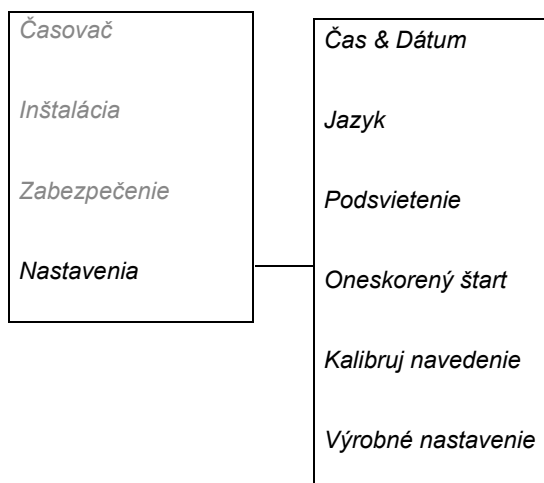 Časovač
Inštalácia
Zabezpečenie
Nastavenia
Čas & Dátum
Jazyk
Podsvietenie
Oneskorený štart
Kalibruj navedenie
Výrobné nastavenie